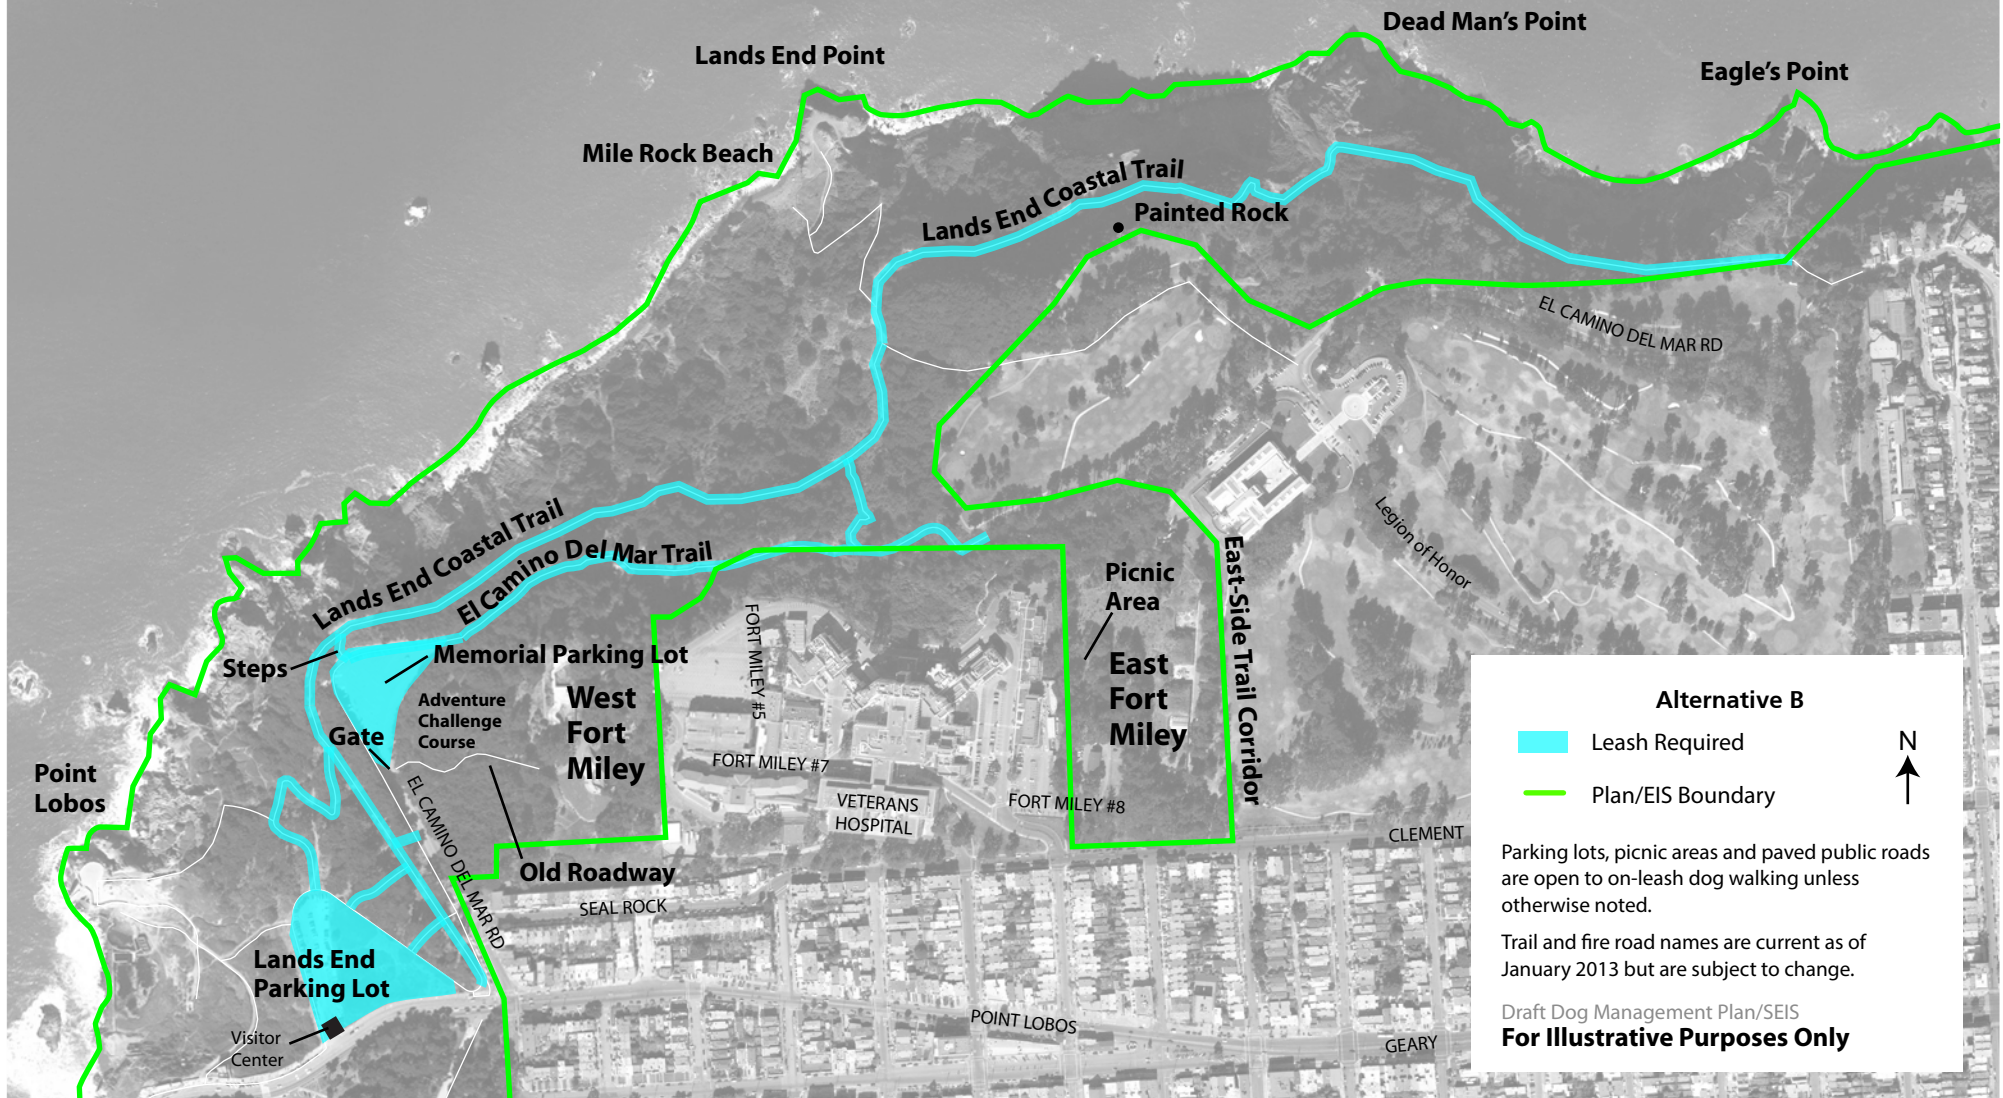 Dead Man’s Point
Lands End Point
Eagle’s Point
Mile Rock Beach
Lands End Coastal Trail
Painted Rock
EL CAMINO DEL MAR RD
Legion of Honor
Lands End Coastal Trail
El Camino Del Mar Trail
East-Side Trail Corridor
Picnic
Area
Steps
Memorial Parking Lot
Adventure
Challenge
Course
West
Fort
Miley
East
Fort
Miley
FORT MILEY #5
FORT MILEY #7
FORT MILEY #8
VETERANS
HOSPITAL
Gate
Point
Lobos
EL CAMINO DEL MAR RD
Old Roadway
SEAL ROCK
CLEMENT
Lands End
Parking Lot
Visitor
Center
POINT LOBOS
GEARY
Alternative B
Leash Required
N
Plan/EIS Boundary
Parking lots, picnic areas and paved public roads
are open to on-leash dog walking unless
otherwise noted.
Trail and fire road names are current as of
January 2013 but are subject to change.
Draft Dog Management Plan/SEIS
For Illustrative Purposes Only